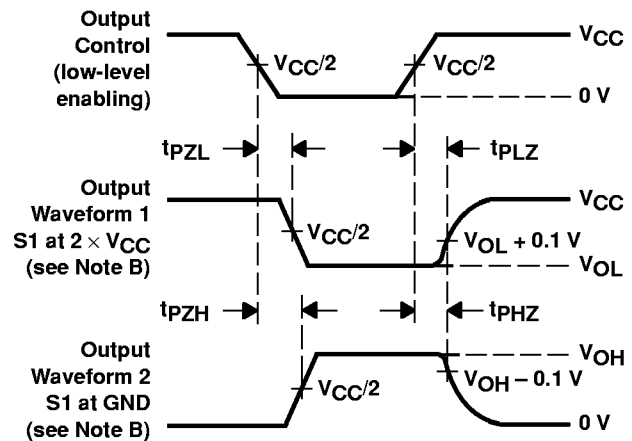 Output
Control
(low-level
enabling)
VCC/2
VCC/2
VCC
0 V
tPZL
tPLZ
Output
Waveform 1
S1 at 2 × VCC
(see Note B)
VCC/2
VCC
VOL + 0.1 V
VOL
tPZH
tPHZ
Output
Waveform 2
S1 at GND
(see Note B)
VCC/2
VOH
VOH − 0.1 V
0 V